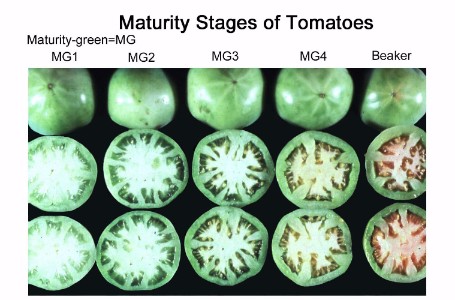 Maturity Stages of Tomatoes
Maturity-green=MG
MG1 MG2 MG3 MG4 Beaker